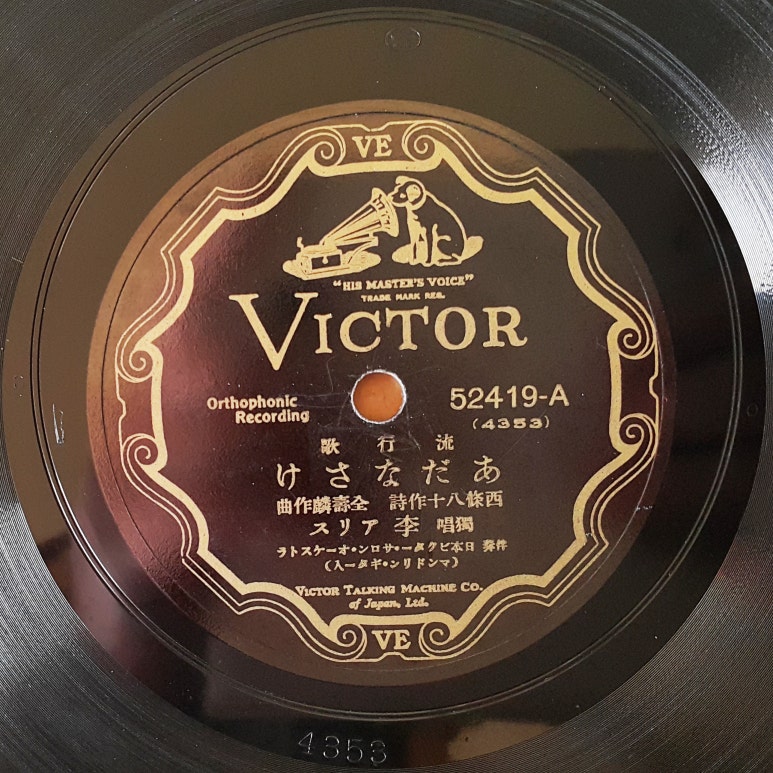 VE
"HIS MASTER'S VOICE"
TRADE MARK REG.
VICTOR
Orthophonic
Recording
52419-A
(4353)
流行歌
あだなさけ
西條八十作詩 全壽麟作曲
獨唱 李アリス
伴奏 日本ビクター・サロン・オーケストラ
(マンドリン・ギター入)
VICTOR TALKING MACHINE CO.
of Japan, Ltd.
VE
4353